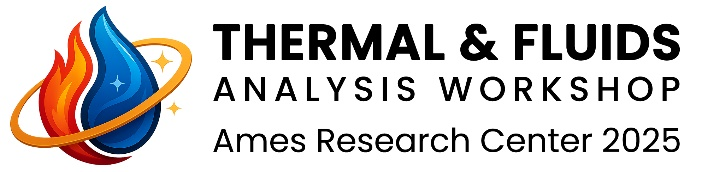 THERMAL & FLUIDS
ANALYSIS WORKSHOP
Ames Research Center 2025